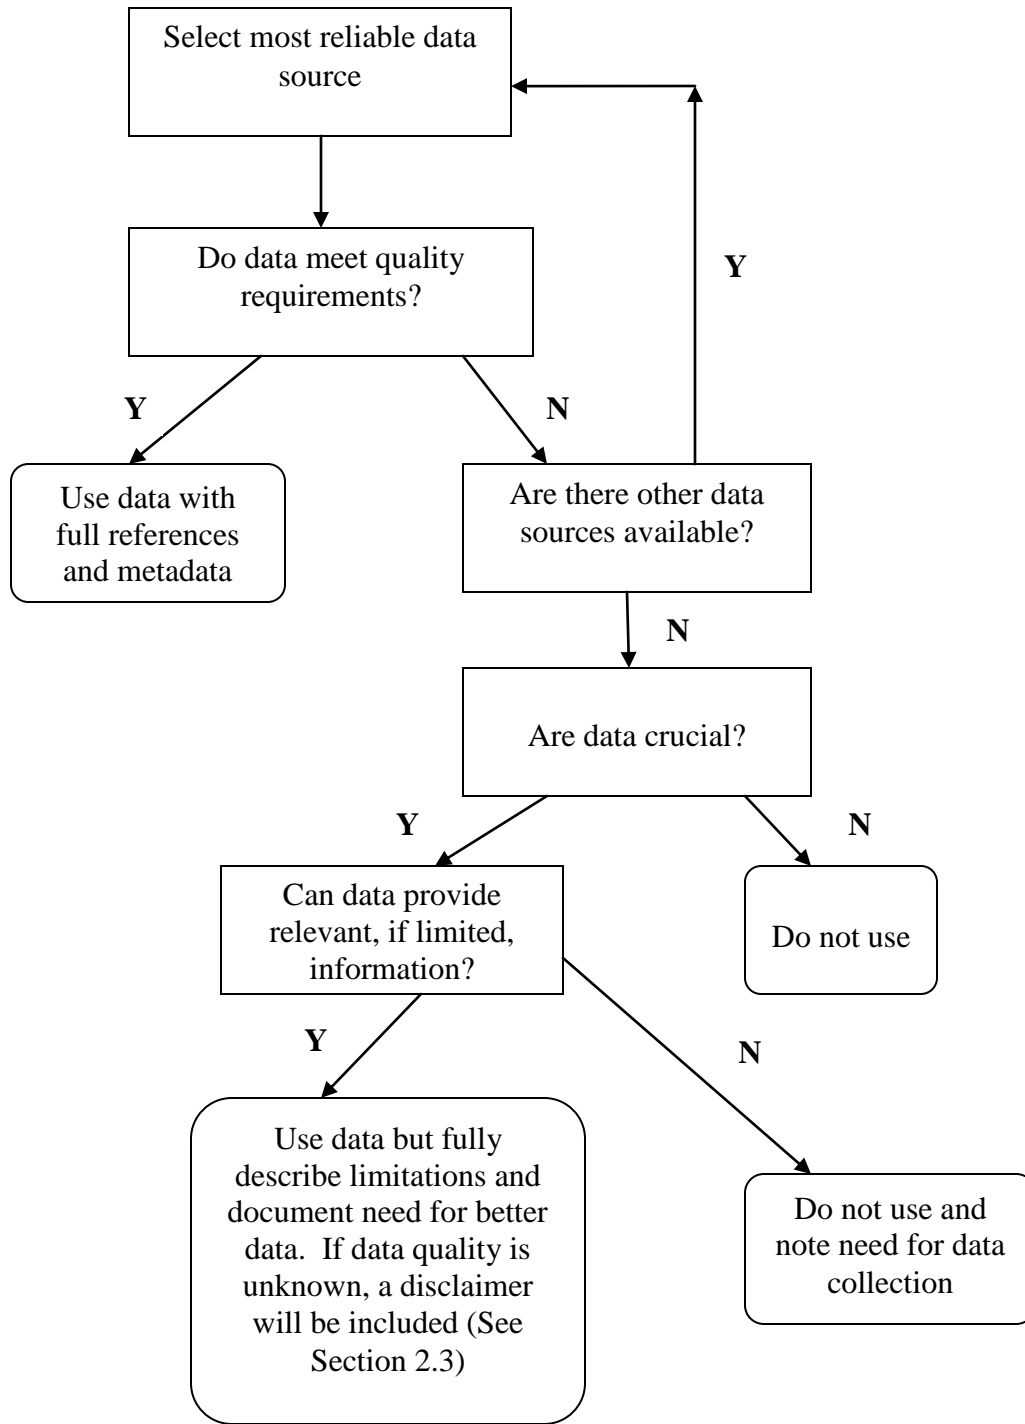 Select most reliable data
source
Do data meet quality
requirements?
Y
Y
N
Use data with
full references
and metadata
Are there other data
sources available?
N
Are data crucial?
Y
N
Can data provide
relevant, if limited,
information?
Do not use
Y
N
Use data but fully
describe limitations and
document need for better
data.  If data quality is
unknown, a disclaimer
will be included (See
Section 2.3)
Do not use and
note need for data
collection